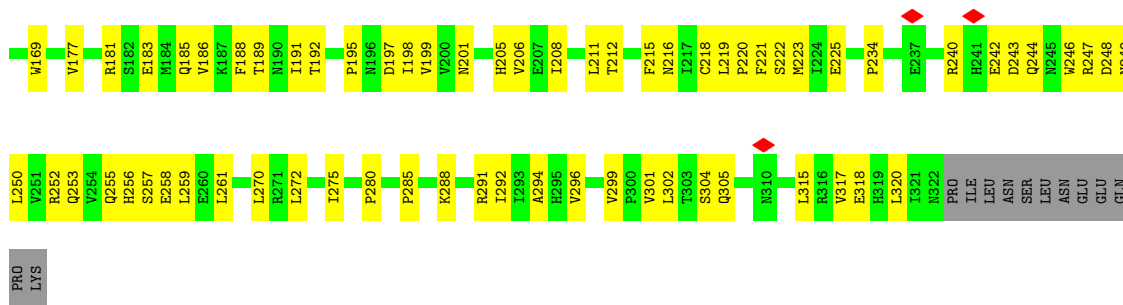 W169 V177 R181 S182 E183 M184 Q185 V186 K187 F188 T189 N190 I191 T192 P195 N196 D197 I198 V199 V200 N201 H205 V206 E207 I208 L211 T212 F215 N216 I217 C218 L219 P220 F221 S222 M223 I224 E225 P234 E237 R240 H241 E242 D243 Q244 N245 W246 R247 D248
L250 V251 R252 Q253 V254 Q255 H256 S257 E258 L259 E260 L261 L270 R271 L272 I275 P280 P285 K288 R291 I292 I293 A294 H295 V296 V299 P300 V301 L302 T303 S304 Q305 N310 L315 R316 V317 E318 H319 L320 I321 N322 PRO ILE LEU ASN SER LEU ASN GLU GLU GLN
PRO LYS